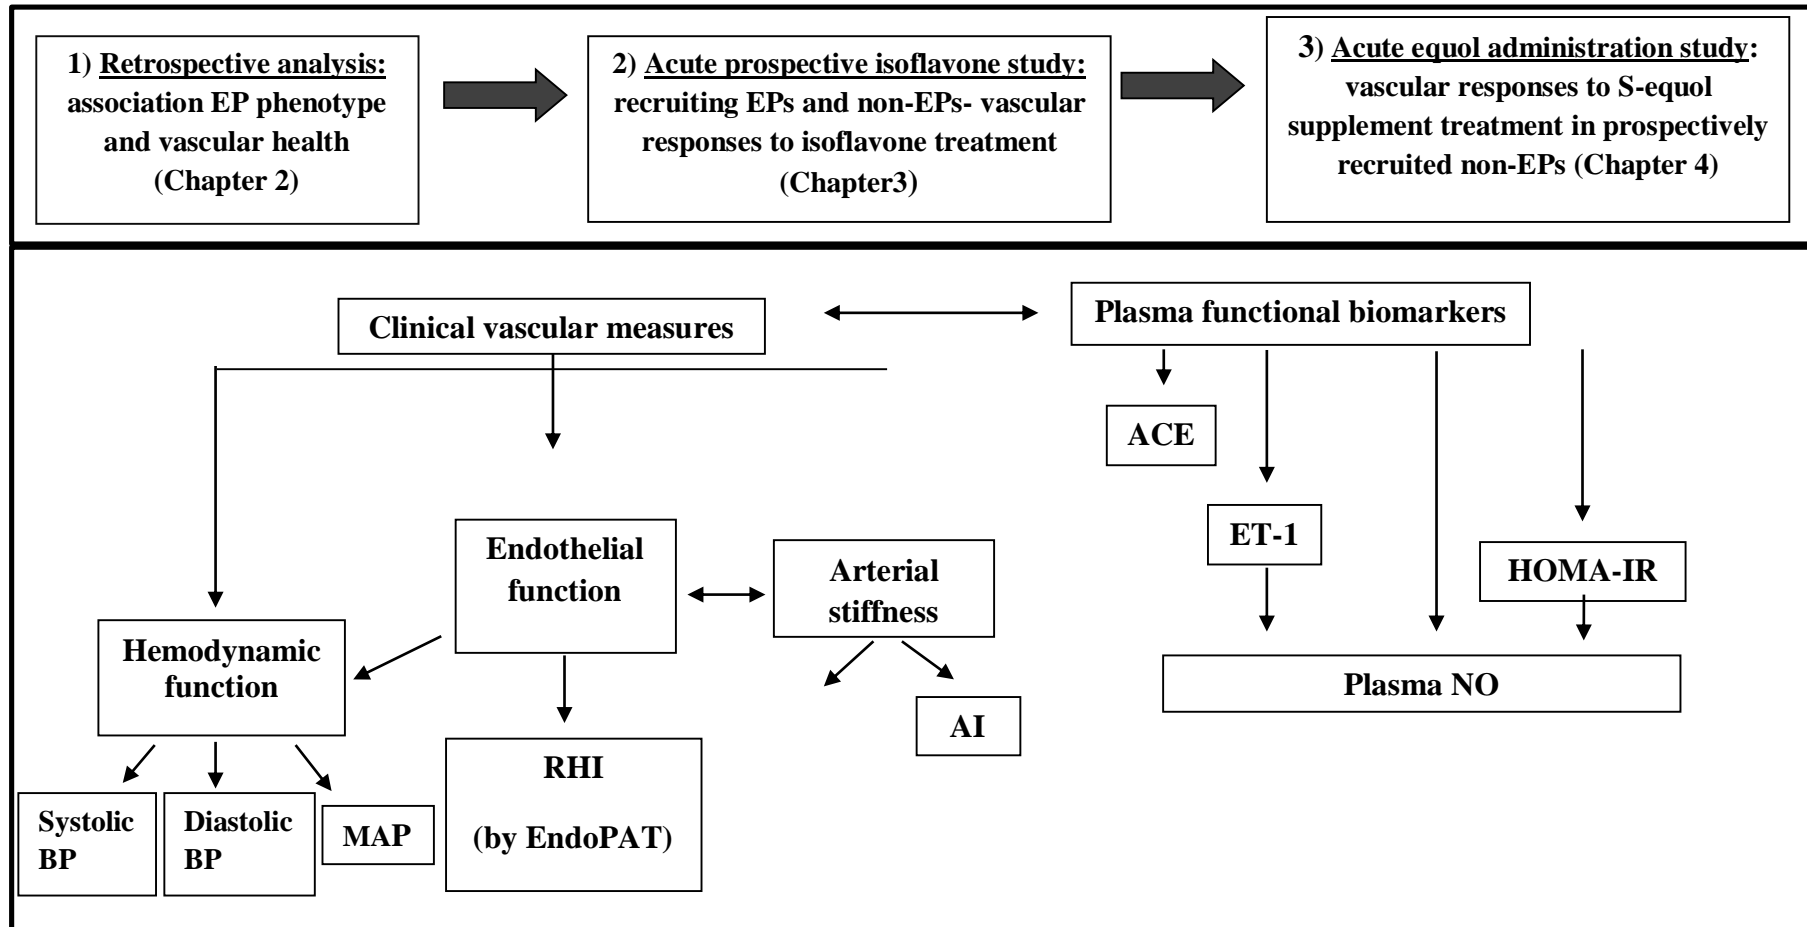 1) Retrospective analysis:
association EP phenotype
and vascular health
(Chapter 2)
2) Acute prospective isoflavone study:
recruiting EPs and non-EPs- vascular
responses to isoflavone treatment
(Chapter3)
3) Acute equol administration study:
vascular responses to S-equol
supplement treatment in prospectively
recruited non-EPs (Chapter 4)
Clinical vascular measures
Plasma functional biomarkers
ACE
ET-1
HOMA-IR
Plasma NO
Endothelial
function
Arterial
stiffness
Hemodynamic
function
AI
RHI
(by EndoPAT)
Systolic
BP
Diastolic
BP
MAP